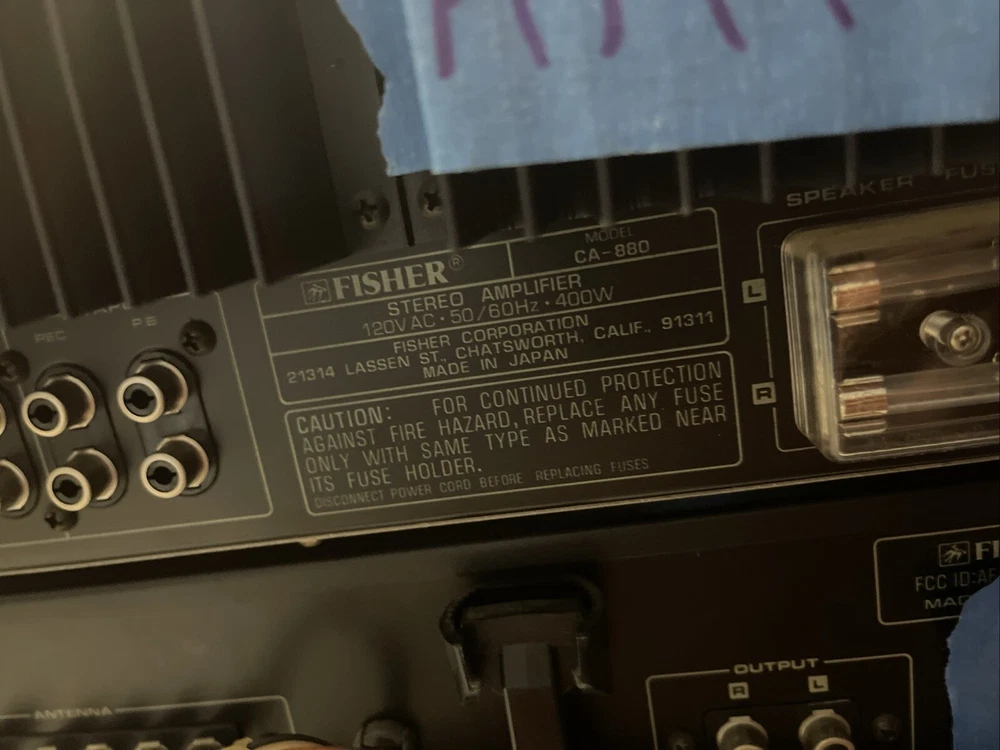 SPEAKER
MODEL
FISHER®
CA-880
STEREO AMPLIFIER
120V AC • 50/60Hz • 400W
FISHER CORPORATION
21314 LASSEN ST., CHATSWORTH, CALIF., 91311
MADE IN JAPAN
REC
P.B
L
R
CAUTION: FOR CONTINUED PROTECTION
AGAINST FIRE HAZARD, REPLACE ANY FUSE
ONLY WITH SAME TYPE AS MARKED NEAR
ITS FUSE HOLDER.
DISCONNECT POWER CORD BEFORE REPLACING FUSES
FCC ID:
OUTPUT
R L
ANTENNA